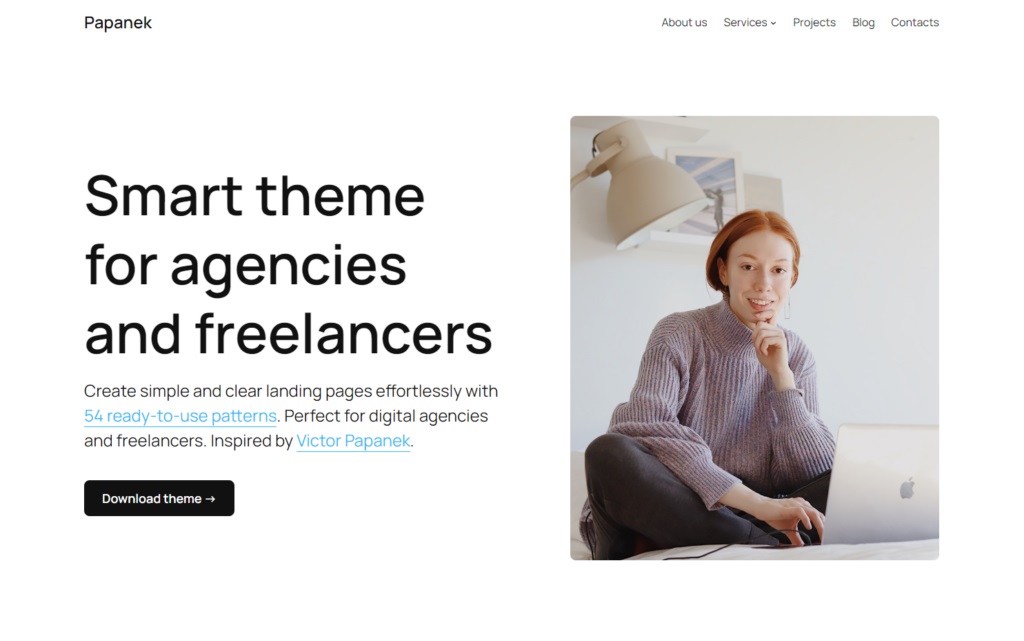 Papanek
About us Services Projects Blog Contacts
Smart theme
for agencies
and freelancers
Create simple and clear landing pages effortlessly with
54 ready-to-use patterns. Perfect for digital agencies
and freelancers. Inspired by Victor Papanek.
Download theme →